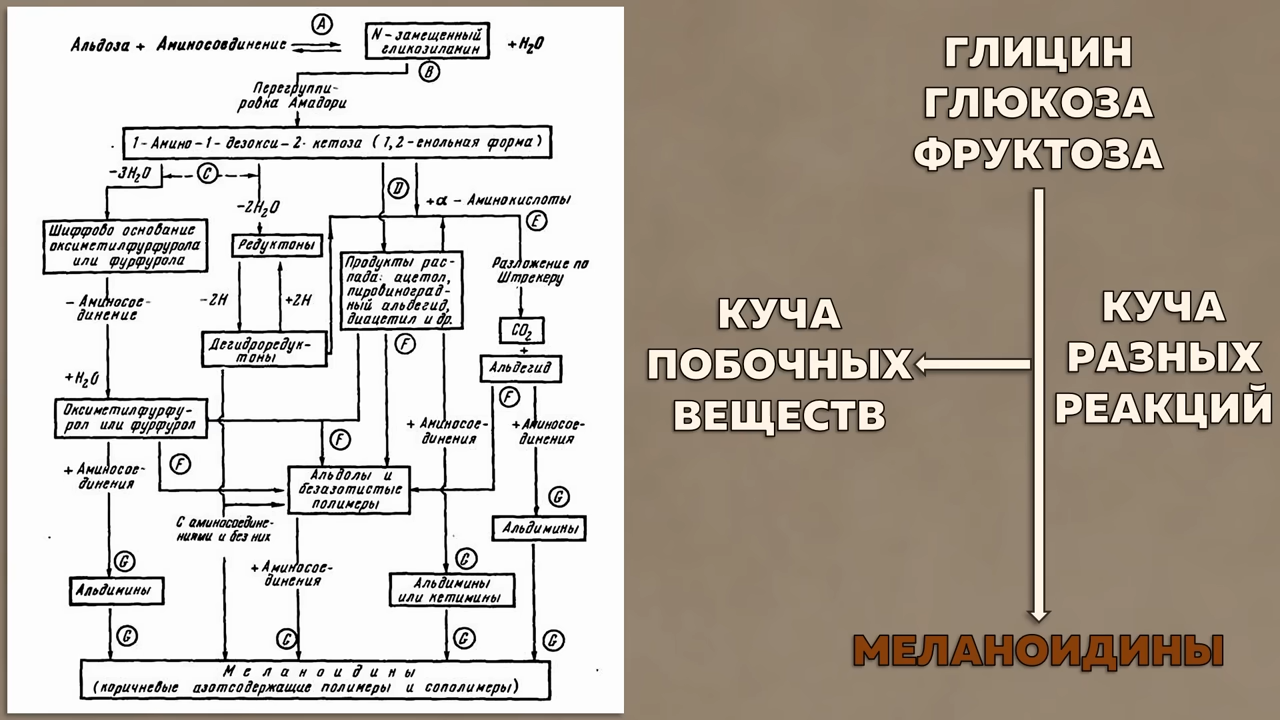 A
Альдоза + Аминосоединение
N-замещенный
гликозиламин
+H₂O
B
Перегруппи-
ровка Амадори
1-Амино-1-дезокси-2-кетоза (1,2-енольная форма)
-3H₂O
C
-2H₂O
D
+α - Аминокислоты
E
Шиффово основание
оксиметилфурфурола
или фурфурола
Редуктоны
Продукты рас-
пада: ацетол,
пировиноград-
ный альдегид,
диацетил и др.
Разложение по
Штрекеру
- Аминосое-
динение
-2H
+2H
CO₂
+
Дегидроредук-
тоны
F
Альдегид
+H₂O
F
Оксиметилфурфу-
рол или фурфурол
F
+ Аминосое-
динения
+ Аминосое-
динения
+ Аминосое-
динения
F
Альдолы и
безазотистые
полимеры
G
С аминосоедине-
ниями и без них
Альдимины
+ Аминосое-
динения
G
G
Альдимины
Альдимины
или кетимины
G
G
G
G
Меланоидины
(коричневые азотсодержащие полимеры и сополимеры)
ГЛИЦИН
ГЛЮКОЗА
ФРУКТОЗА
КУЧА
ПОБОЧНЫХ
ВЕЩЕСТВ
КУЧА
РАЗНЫХ
РЕАКЦИЙ
МЕЛАНОИДИНЫ